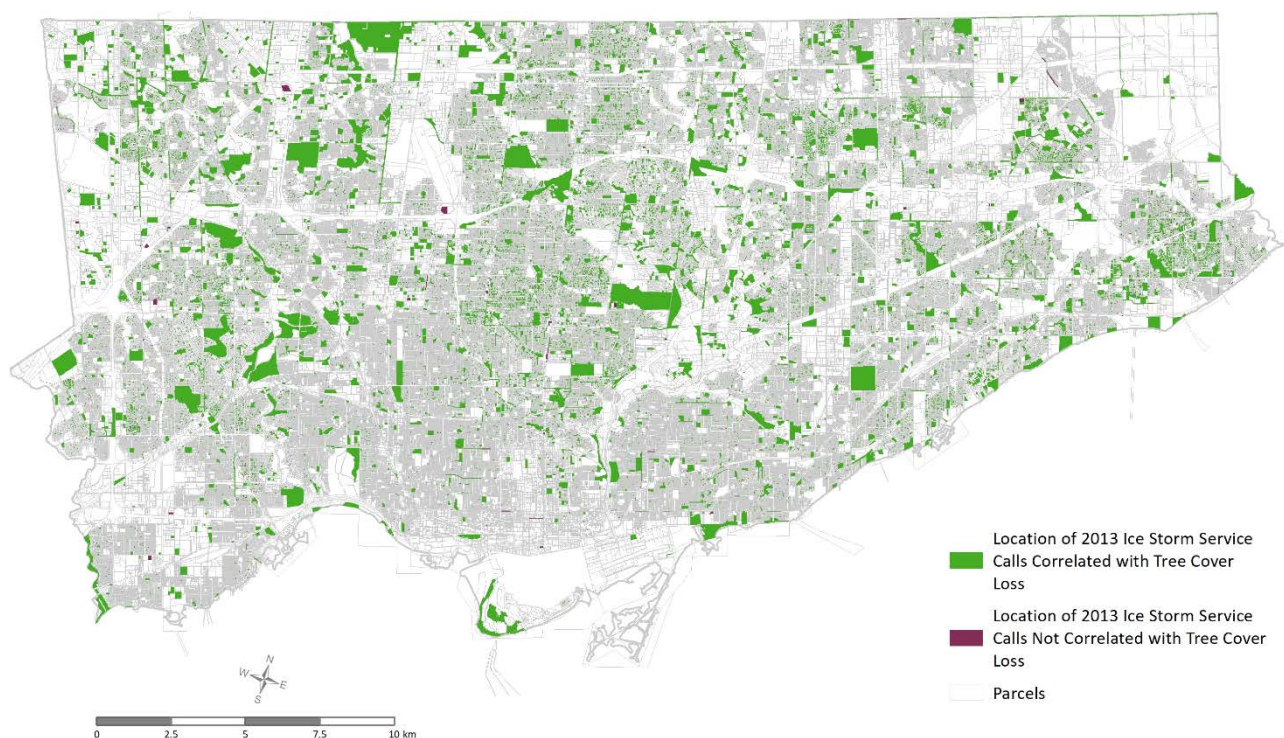 Location of 2013 Ice Storm Service
Calls Correlated with Tree Cover
Loss
Location of 2013 Ice Storm Service
Calls Not Correlated with Tree Cover
Loss
Parcels
N
W
E
S
0
2.5
5
7.5
10 km